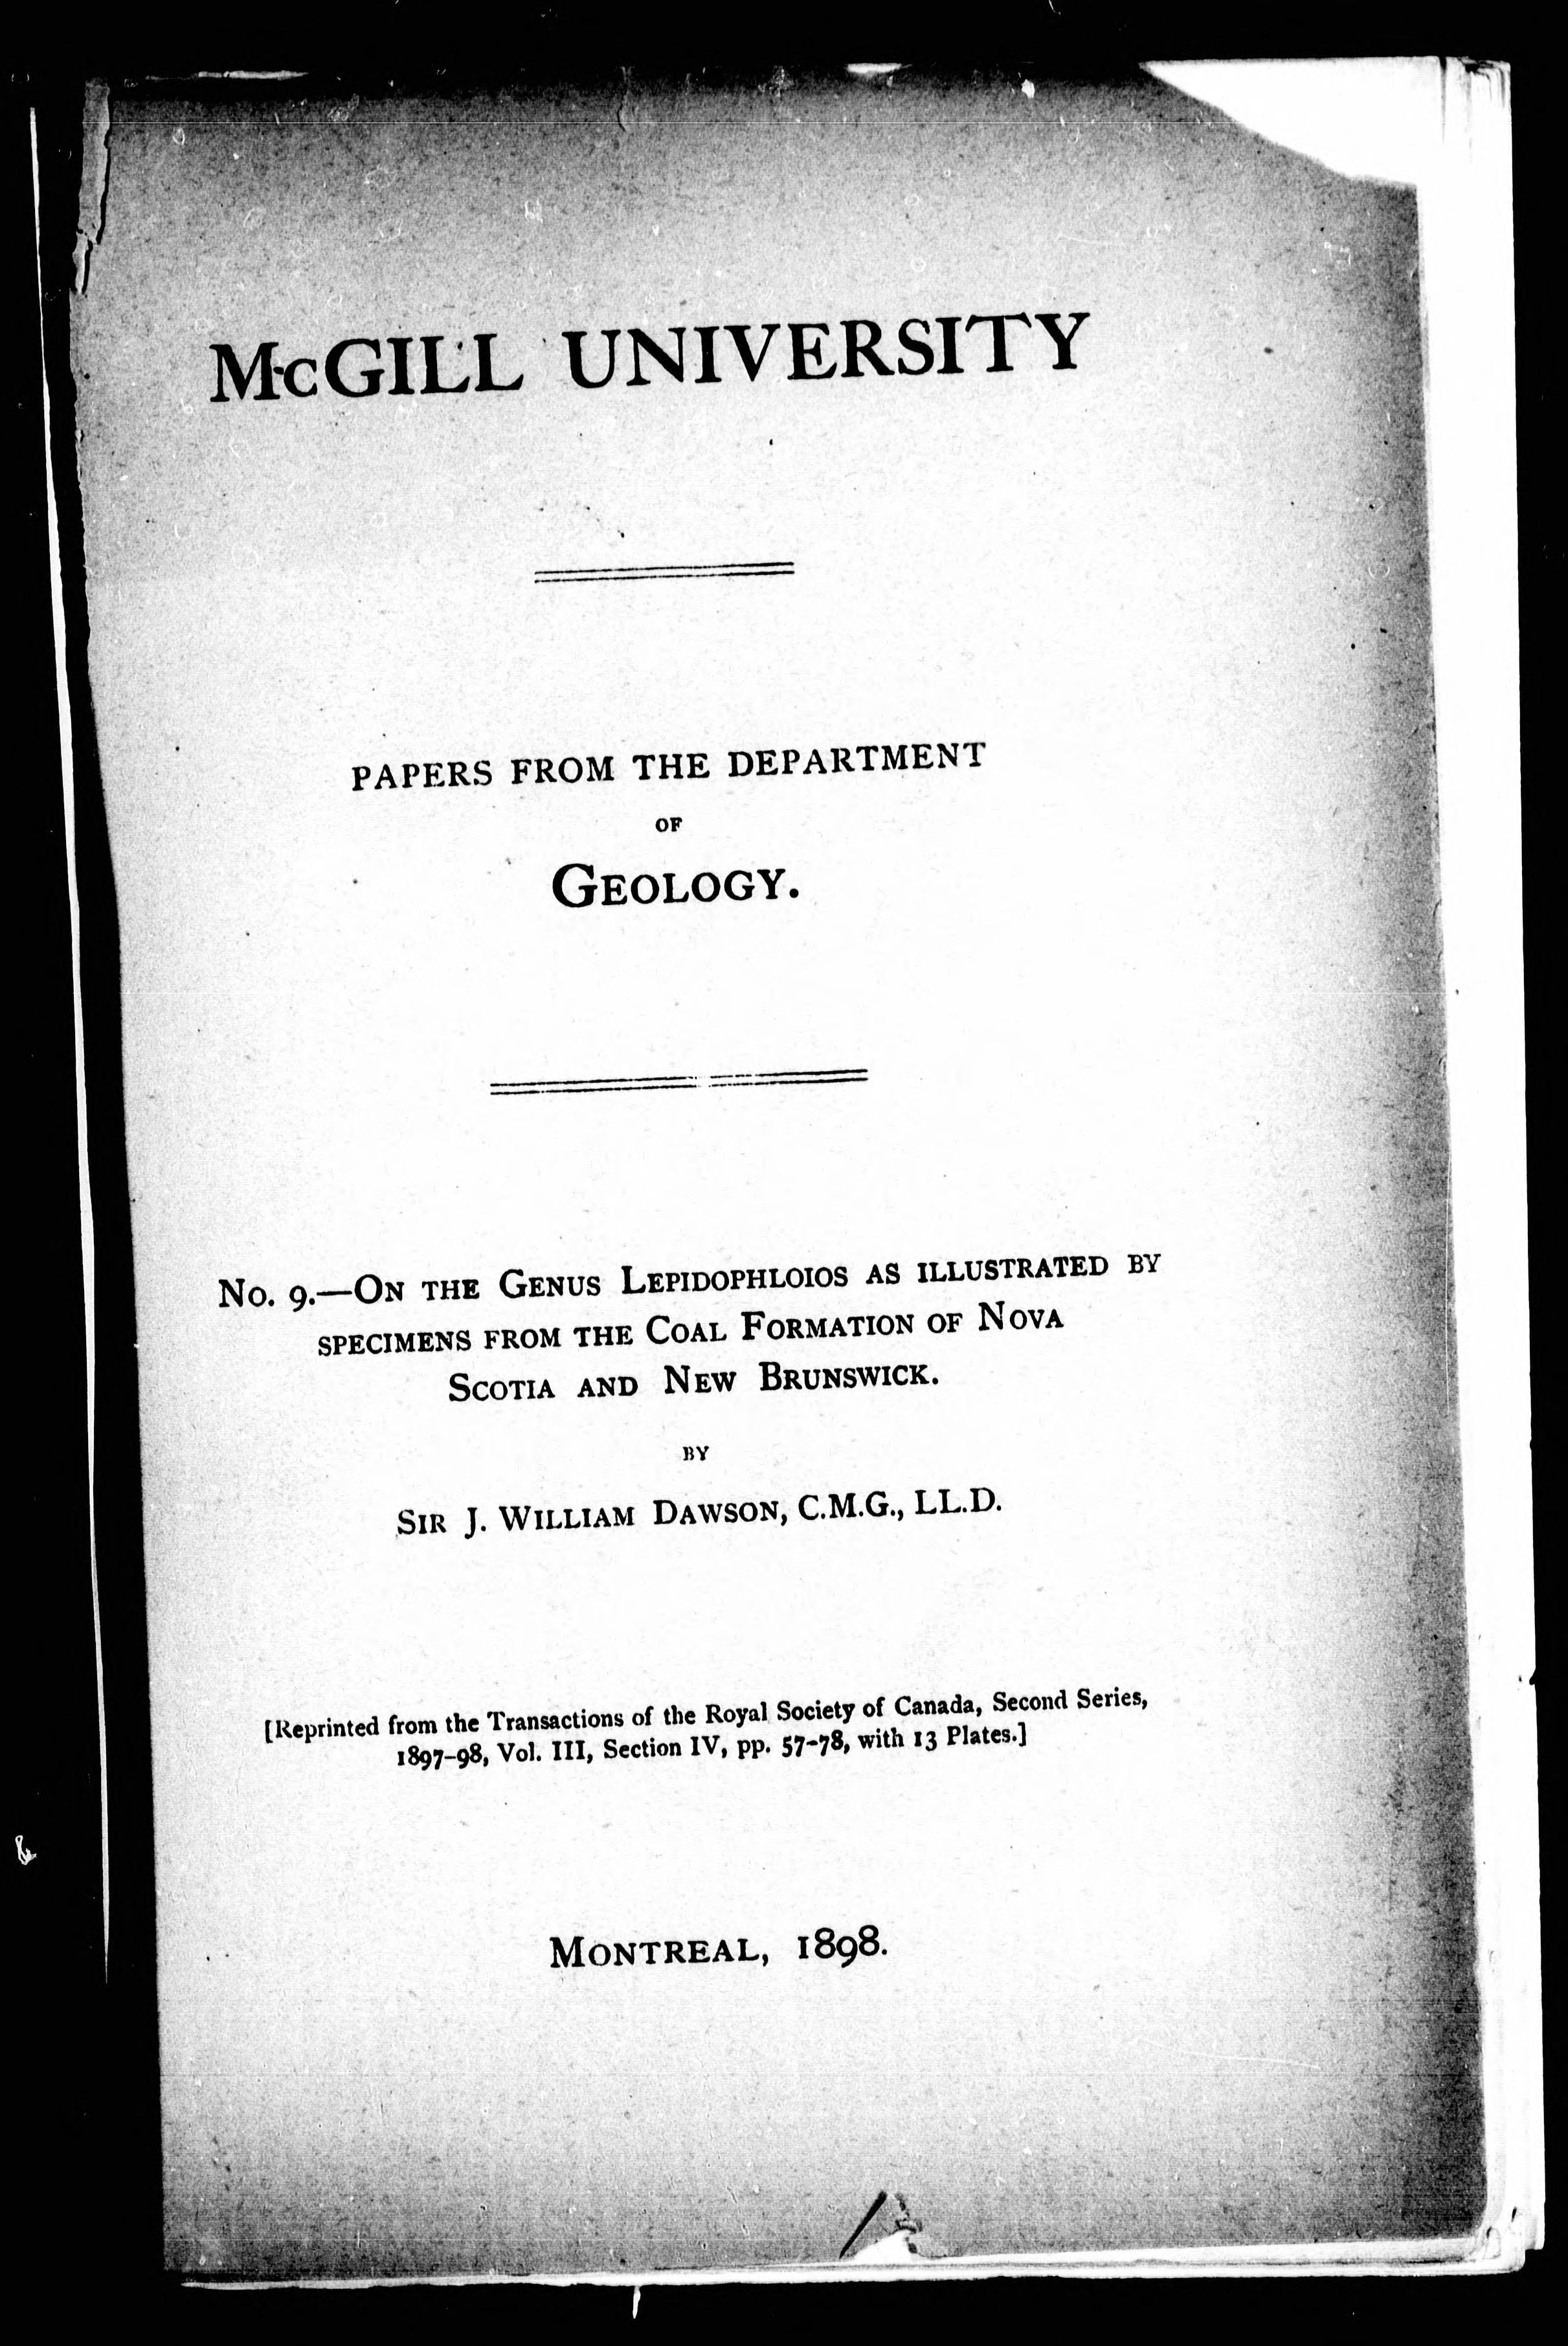 McGILL UNIVERSITY
PAPERS FROM THE DEPARTMENT
OF
GEOLOGY.
No. 9.—ON THE GENUS LEPIDOPHLOIOS AS ILLUSTRATED BY
SPECIMENS FROM THE COAL FORMATION OF NOVA
SCOTIA AND NEW BRUNSWICK.
BY
SIR J. WILLIAM DAWSON, C.M.G., LL.D.
[Reprinted from the Transactions of the Royal Society of Canada, Second Series,
1897-98, Vol. III, Section IV, pp. 57-78, with 13 Plates.]
MONTREAL, 1898.